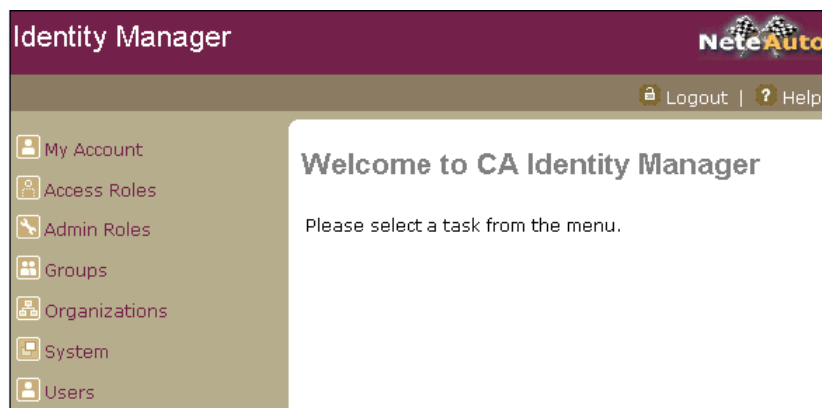 Identity Manager
NeteAuto
Logout | ? Help
My Account
Access Roles
Admin Roles
Groups
Organizations
System
Users
Welcome to CA Identity Manager
Please select a task from the menu.